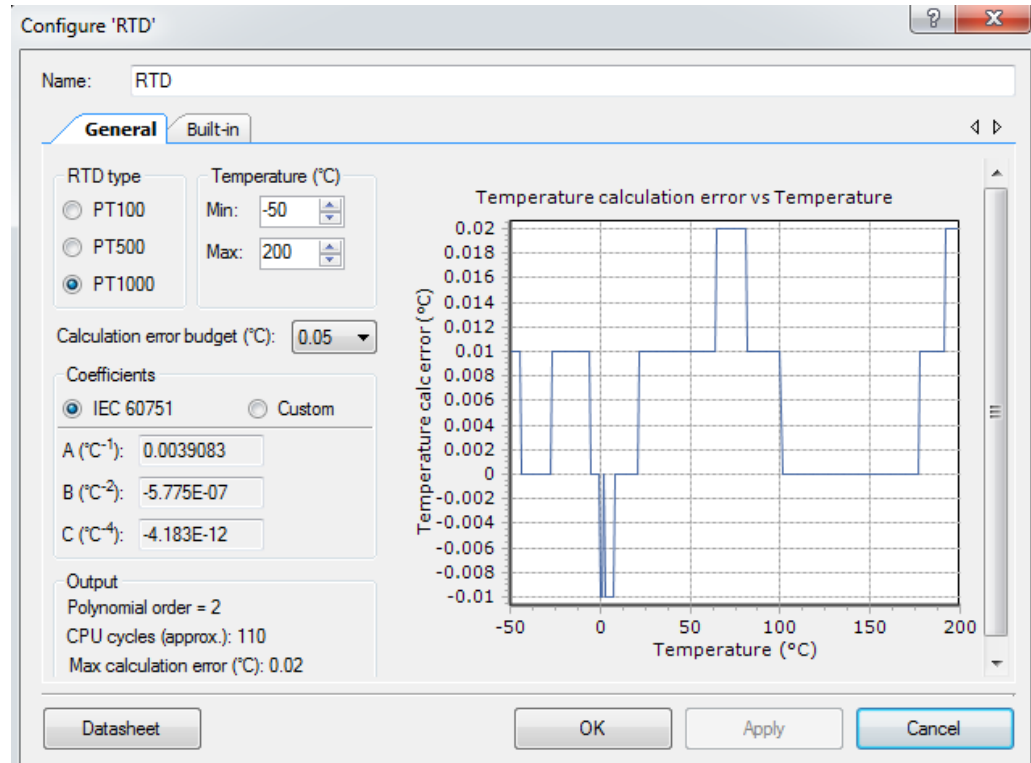 Configure 'RTD'
Name: RTD
General Built-in
RTD type
PT100
PT500
PT1000
Temperature (°C)
Min: -50
Max: 200
Calculation error budget (°C): 0.05
Coefficients
IEC 60751 Custom
A (°C-1): 0.0039083
B (°C-2): -5.775E-07
C (°C-4): -4.183E-12
Output
Polynomial order = 2
CPU cycles (approx.): 110
Max calculation error (°C): 0.02
Temperature calculation error vs Temperature
Temperature calc error (°C)
0.02
0.018
0.016
0.014
0.012
0.01
0.008
0.006
0.004
0.002
0
-0.002
-0.004
-0.006
-0.008
-0.01
-50 0 50 100 150 200
Temperature (°C)
Datasheet OK Apply Cancel